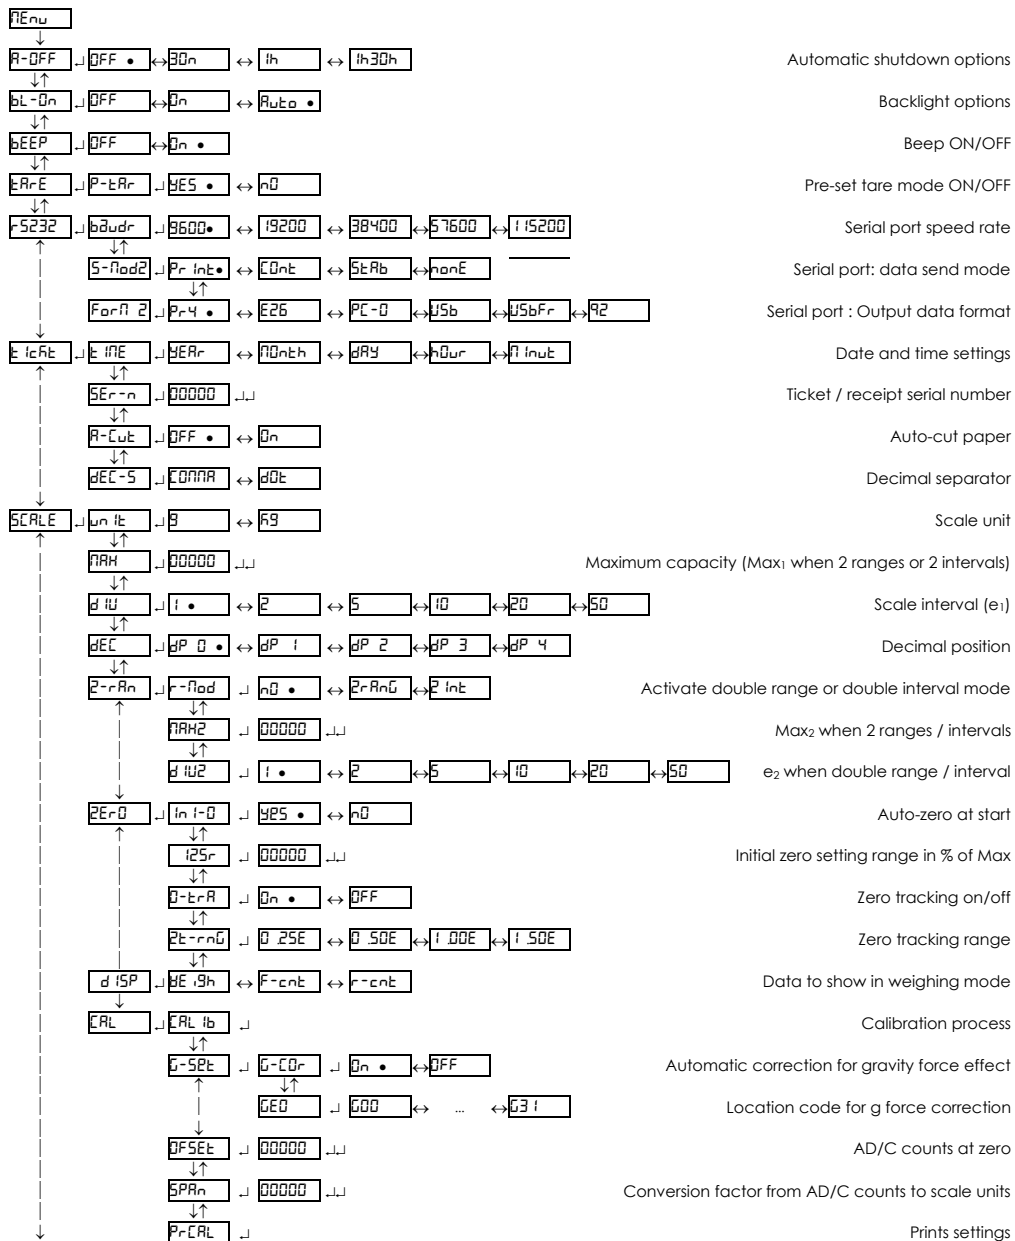 MEnu
A-OFF OFF • 30n 1h 1h30h Automatic shutdown options
bL-On OFF On Auto • Backlight options
bEEP OFF On • Beep ON/OFF
tArE P-tAr YES • nO Pre-set tare mode ON/OFF
rS232 bAudr 9600• 19200 38400 57600 115200 Serial port speed rate
S-Mod2 Print• COnt StAb nonE Serial port: data send mode
ForM 2 Pr4 • E26 PC-0 USb USbFr 92 Serial port : Output data format
tIckt tIME YEAr MOnth dAY hOur MInut Date and time settings
SEr-n 00000 Ticket / receipt serial number
A-Cut OFF • On Auto-cut paper
dEC-S COMMA dOt Decimal separator
SCALE unIt g kg Scale unit
MAX 00000 Maximum capacity (Max1 when 2 ranges or 2 intervals)
dIU 1 • 2 5 10 20 50 Scale interval (e1)
dEC dP 0 • dP 1 dP 2 dP 3 dP 4 Decimal position
2-rAn r-Mod nO • 2rAnG 2Int Activate double range or double interval mode
MAX2 00000 Max2 when 2 ranges / intervals
dIU2 1 • 2 5 10 20 50 e2 when double range / interval
ZErO InI-0 YES • nO Auto-zero at start
IZSr 00000 Initial zero setting range in % of Max
0-trA On • OFF Zero tracking on/off
Zt-rnG 0.25E 0.50E 1.00E 1.50E Zero tracking range
dISP WEigh F-cnt r-cnt Data to show in weighing mode
CAL CALIb Calibration process
G-SEt G-COr On • OFF Automatic correction for gravity force effect
GEO G00 ... G31 Location code for g force correction
OFSEt 00000 AD/C counts at zero
SPAn 00000 Conversion factor from AD/C counts to scale units
PrCAL Prints settings